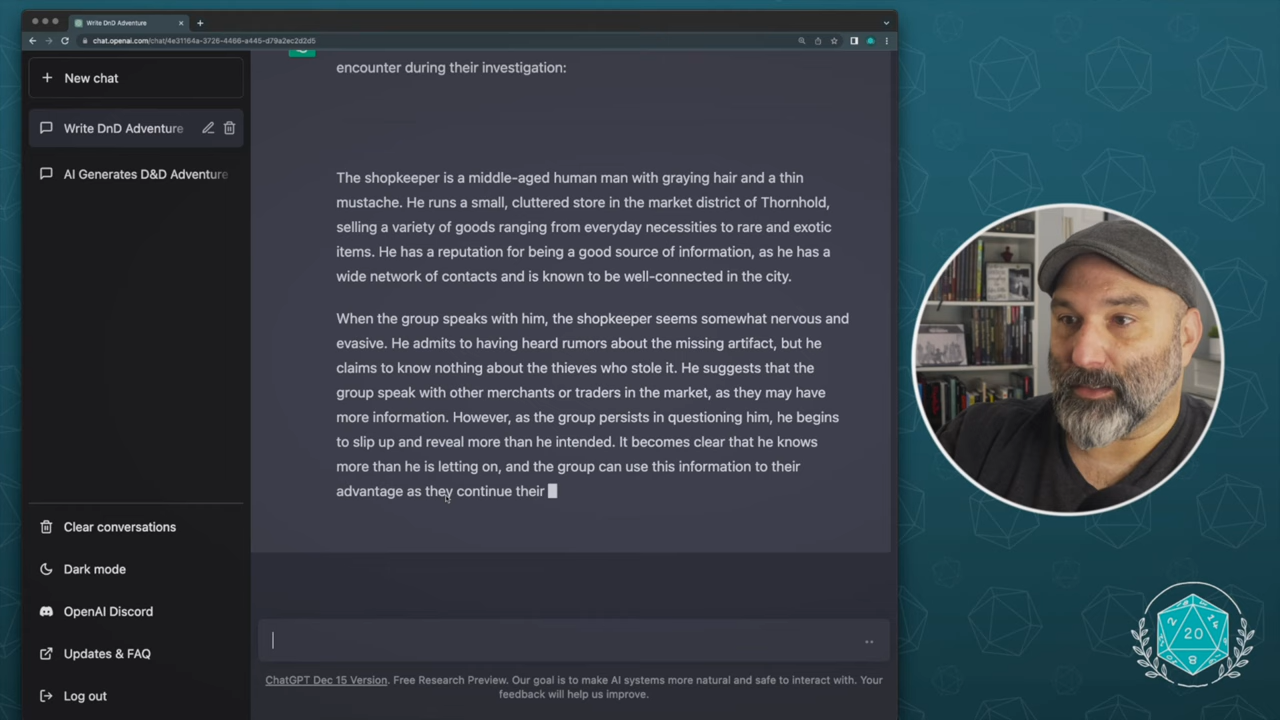 Write DnD Adventure
chat.openai.com/chat/4e31164a-3726-4466-a445-d79a2ec2d2d5
New chat
Write DnD Adventure
AI Generates D&D Adventure
Clear conversations
Dark mode
OpenAI Discord
Updates & FAQ
Log out
encounter during their investigation:
The shopkeeper is a middle-aged human man with graying hair and a thin
mustache. He runs a small, cluttered store in the market district of Thornhold,
selling a variety of goods ranging from everyday necessities to rare and exotic
items. He has a reputation for being a good source of information, as he has a
wide network of contacts and is known to be well-connected in the city.
When the group speaks with him, the shopkeeper seems somewhat nervous and
evasive. He admits to having heard rumors about the missing artifact, but he
claims to know nothing about the thieves who stole it. He suggests that the
group speak with other merchants or traders in the market, as they may have
more information. However, as the group persists in questioning him, he begins
to slip up and reveal more than he intended. It becomes clear that he knows
more than he is letting on, and the group can use this information to their
advantage as they continue their
ChatGPT Dec 15 Version. Free Research Preview. Our goal is to make AI systems more natural and safe to interact with. Your
feedback will help us improve.
2
14
20
8